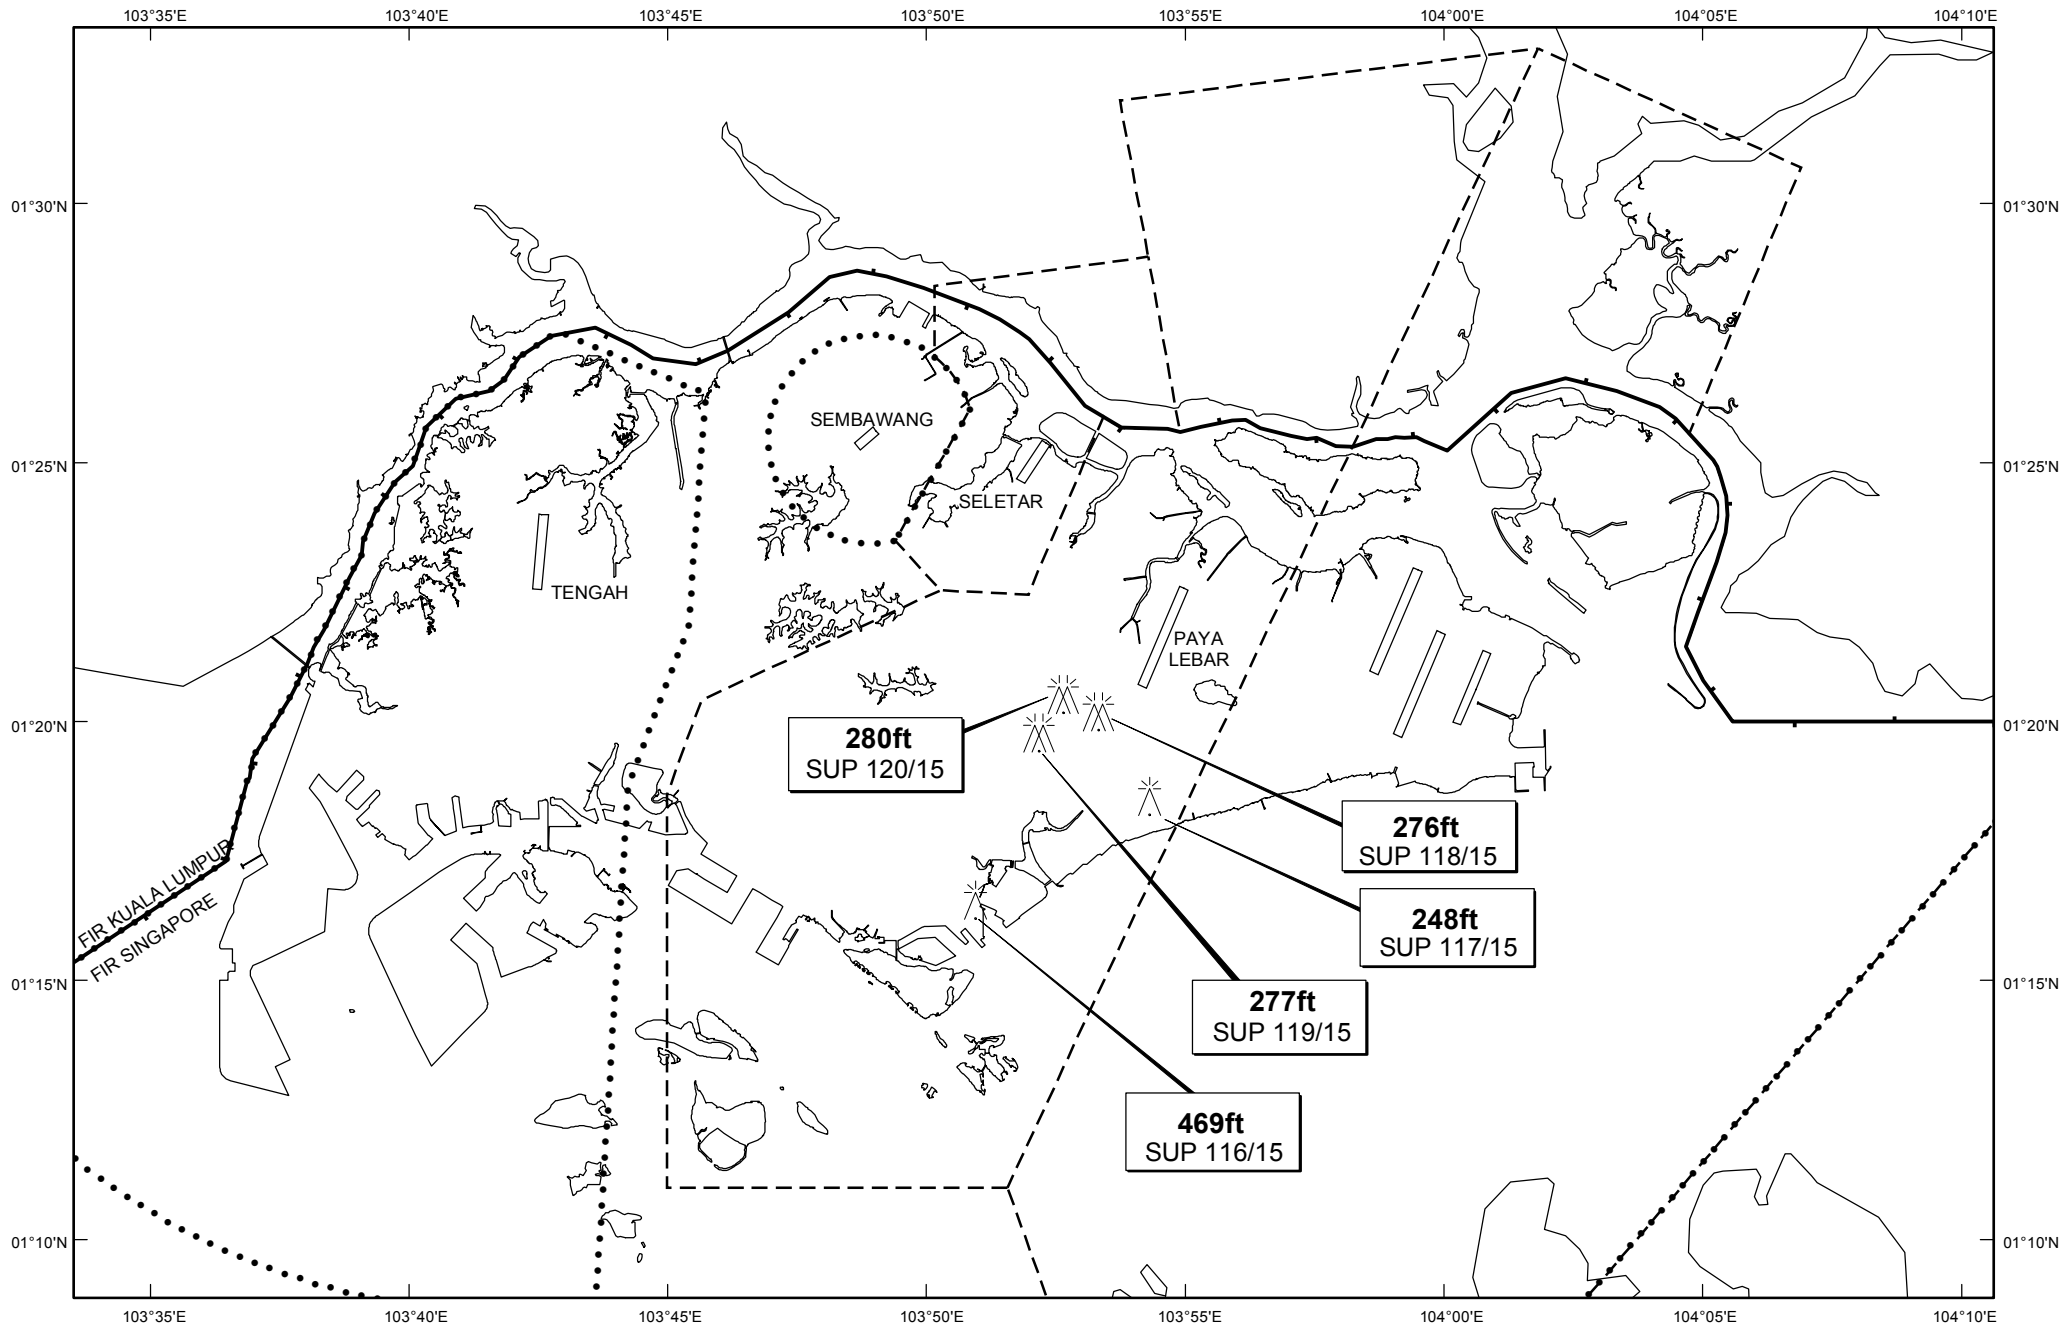 103°35'E
103°40'E
103°45'E
103°50'E
103°55'E
104°00'E
104°05'E
104°10'E
01°30'N
01°30'N
SEMBAWANG
01°25'N
01°25'N
SELETAR
TENGAH
PAYA
LEBAR
01°20'N
01°20'N
280ft
SUP 120/15
276ft
SUP 118/15
FIR KUALA LUMPUR
FIR SINGAPORE
248ft
SUP 117/15
01°15'N
01°15'N
277ft
SUP 119/15
469ft
SUP 116/15
01°10'N
01°10'N
103°35'E
103°40'E
103°45'E
103°50'E
103°55'E
104°00'E
104°05'E
104°10'E